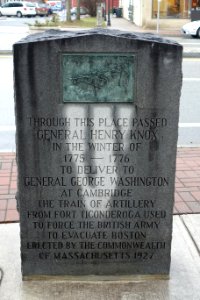 THROUGH THIS PLACE PASSED
GENERAL HENRY KNOX
IN THE WINTER OF
1775 — 1776
TO DELIVER TO
GENERAL GEORGE WASHINGTON
AT CAMBRIDGE
THE TRAIN OF ARTILLERY
FROM FORT TICONDEROGA USED
TO FORCE THE BRITISH ARMY
TO EVACUATE BOSTON
ERECTED BY THE COMMONWEALTH
OF MASSACHUSETTS 1927